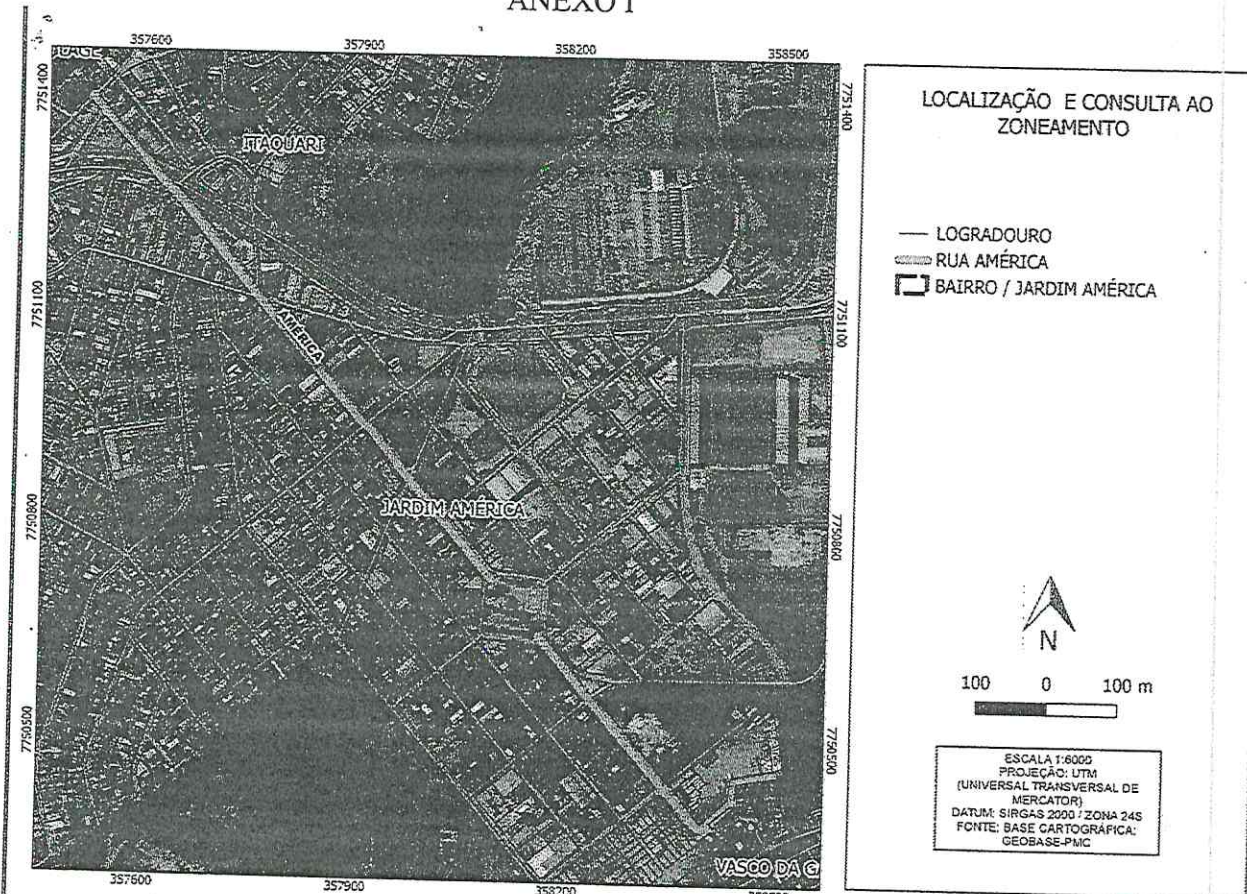 ANEXO I
357600 357900 358200 358500
7751400
7751400
ITAQUARI
7751100
7751100
AMÉRICA
JARDIM AMÉRICA
7750800
7750800
7750500
7750500
VASCO DA G
357600 357900 358200
LOCALIZAÇÃO E CONSULTA AO
ZONEAMENTO
LOGRADOURO
RUA AMÉRICA
BAIRRO / JARDIM AMÉRICA
N
100 0 100 m
ESCALA 1:6000
PROJEÇÃO: UTM
(UNIVERSAL TRANSVERSAL DE
MERCATOR)
DATUM: SIRGAS 2000 / ZONA 24S
FONTE: BASE CARTOGRÁFICA:
GEOBASE-PMC